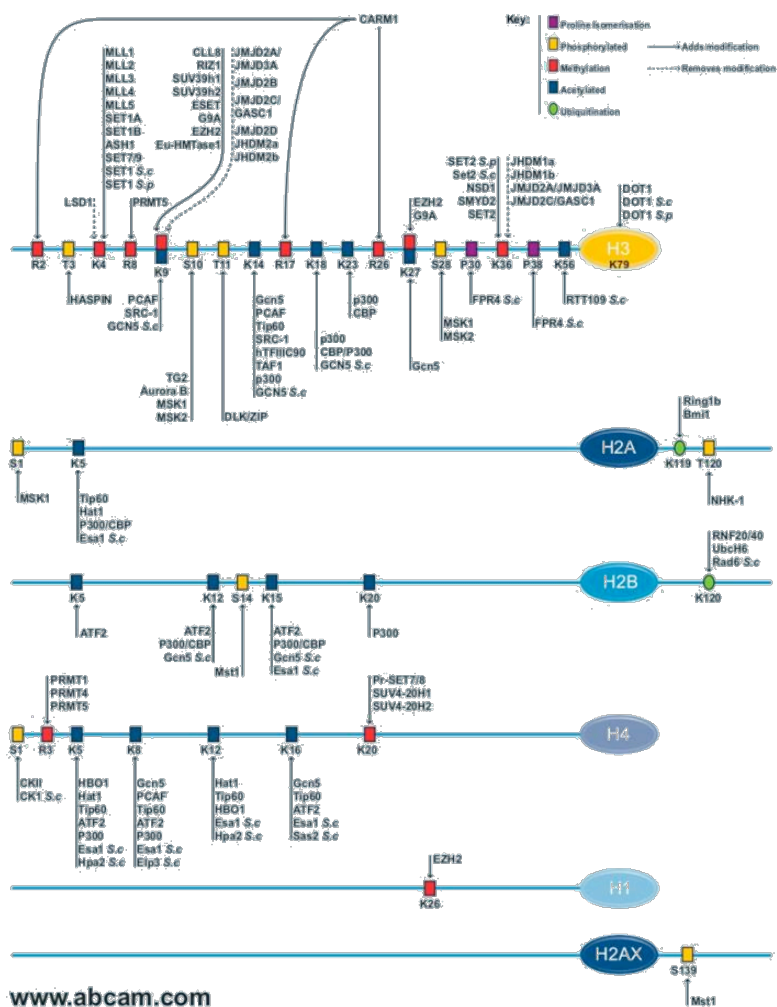 CARM1
Key:
Proline Isomerisation
Phosphorylated
Methylation
Acetylated
Ubiquitination
Adds modification
Removes modification
MLL1
MLL2
MLL3
MLL4
MLL5
SET1A
SET1B
ASH1
SET7/9
SET1 S.c
SET1 S.p
CLL8
RIZ1
SUV39h1
SUV39h2
ESET
G9A
EZH2
Eu-HMTase1
JMJD2A/
JMJD3A
JMJD2B
JMJD2C/
GASC1
JMJD2D
JHDM2a
JHDM2b
LSD1
PRMT5
EZH2
G9A
SET2 S.p
Set2 S.c
NSD1
SMYD2
SET2
JHDM1a
JHDM1b
JMJD2A/JMJD3A
JMJD2C/GASC1
DOT1
DOT1 S.c
DOT1 S.p
H3
R2 T3 K4 R8 K9 S10 T11 K14 R17 K18 K23 R26 K27 S28 P30 K36 P38 K56 K79
HASPIN
PCAF
SRC-1
GCN5 S.c
TG2
Aurora B
MSK1
MSK2
DLK/ZIP
Gcn5
PCAF
Tip60
SRC-1
hTFIIIC90
TAF1
p300
GCN5 S.c
p300
CBP/P300
GCN5 S.c
p300
CBP
Gcn5
MSK1
MSK2
FPR4 S.c
FPR4 S.c
RTT109 S.c
Ring1b
Bmi1
H2A
S1 K5 K119 T120
MSK1
Tip60
Hat1
P300/CBP
Esa1 S.c
NHK-1
RNF20/40
UbcH6
Rad6 S.c
H2B
K5 K12 S14 K15 K20 K120
ATF2
ATF2
P300/CBP
Gcn5 S.c
Mst1
ATF2
P300/CBP
Gcn5 S.c
Esa1 S.c
P300
PRMT1
PRMT4
PRMT5
Pr-SET7/8
SUV4-20H1
SUV4-20H2
H4
S1 R3 K5 K8 K12 K16 K20
CKII
CK1 S.c
HBO1
Hat1
Tip60
ATF2
P300
Esa1 S.c
Hpa2 S.c
Gcn5
PCAF
Tip60
ATF2
P300
Esa1 S.c
Elp3 S.c
Hat1
Tip60
HBO1
Esa1 S.c
Hpa2 S.c
Gcn5
Tip60
ATF2
Esa1 S.c
Sas2 S.c
EZH2
H1
K26
H2AX
S139
Mst1
www.abcam.com